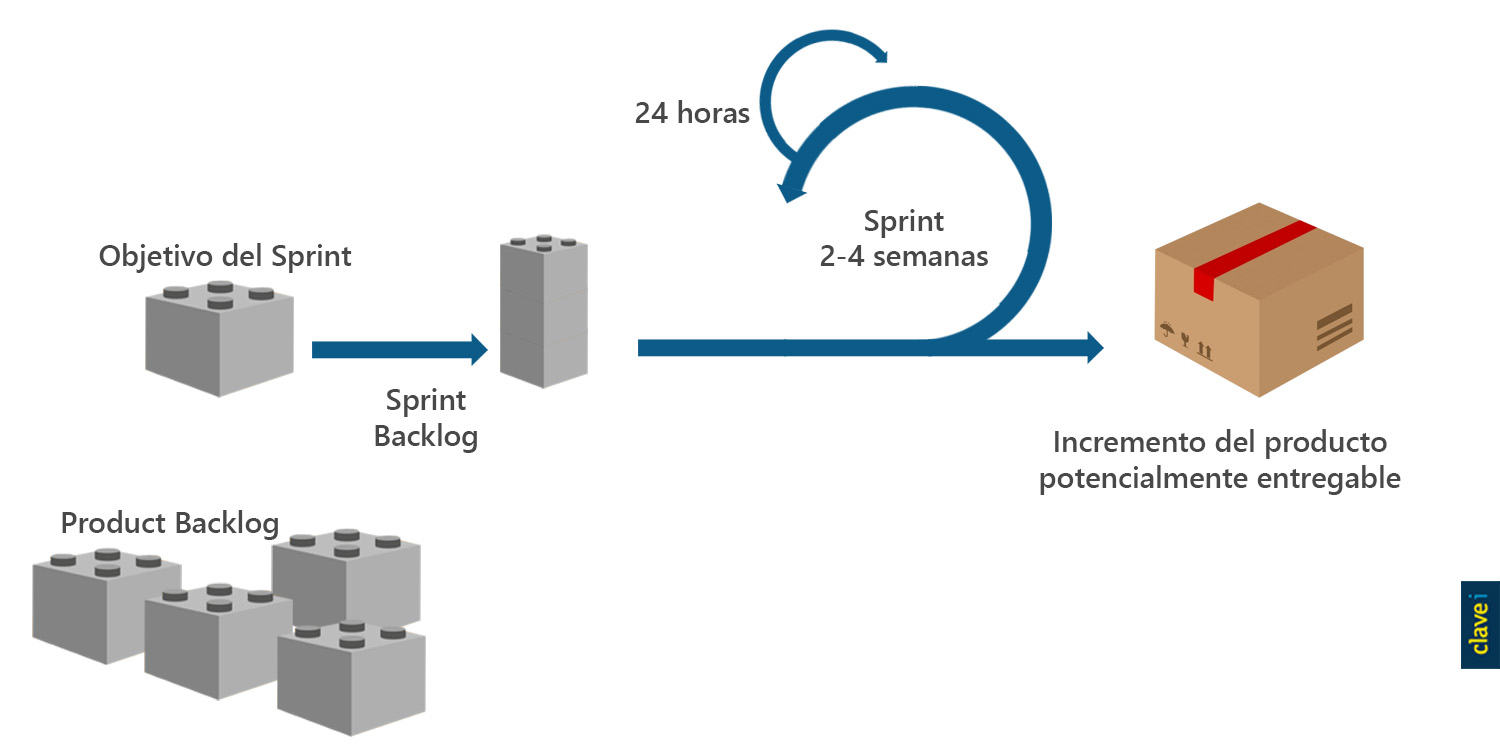 24 horas
Sprint
2-4 semanas
Objetivo del Sprint
Sprint
Backlog
Incremento del producto
potencialmente entregable
Product Backlog
clave i